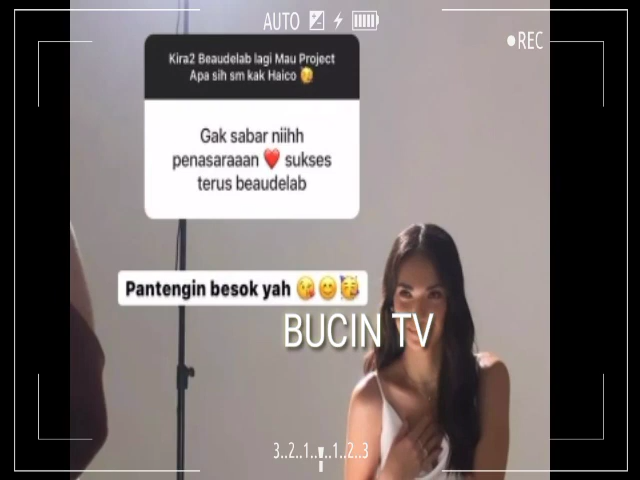 AUTO
REC
Kira2 Beaudelab lagi Mau Project
Apa sih sm kak Haico 😘
Gak sabar niihh
penasaraaan ❤️ sukses
terus beaudelab
Pantengin besok yah 😘😊🥳
BUCIN TV
3..2..1......1..2..3